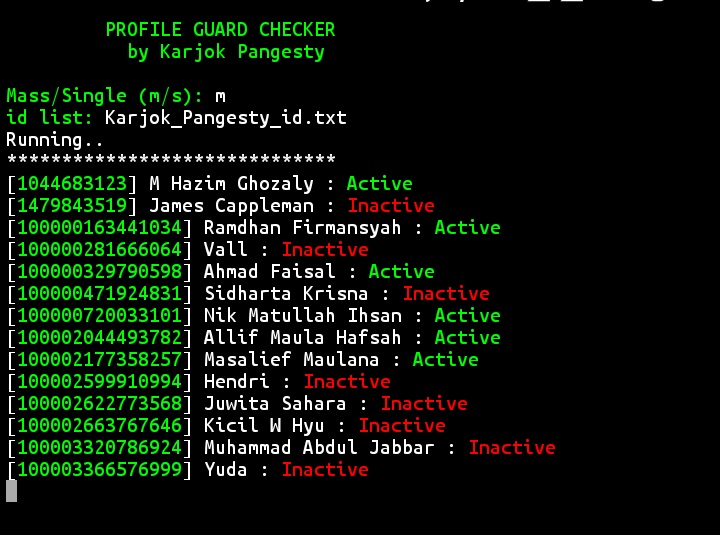 PROFILE GUARD CHECKER
by Karjok Pangesty
Mass/Single (m/s): m
id list: Karjok_Pangesty_id.txt
Running..
******************************
[1044683123] M Hazim Ghozaly : Active
[1479843519] James Cappleman : Inactive
[100000163441034] Ramdhan Firmansyah : Active
[100000281666064] Vall : Inactive
[100000329790598] Ahmad Faisal : Active
[100000471924831] Sidharta Krisna : Inactive
[100000720033101] Nik Matullah Ihsan : Active
[100002044493782] Allif Maula Hafsah : Active
[100002177358257] Masalief Maulana : Active
[100002599910994] Hendri : Inactive
[100002622773568] Juwita Sahara : Inactive
[100002663767646] Kicil W Hyu : Inactive
[100003320786924] Muhammad Abdul Jabbar : Inactive
[100003366576999] Yuda : Inactive